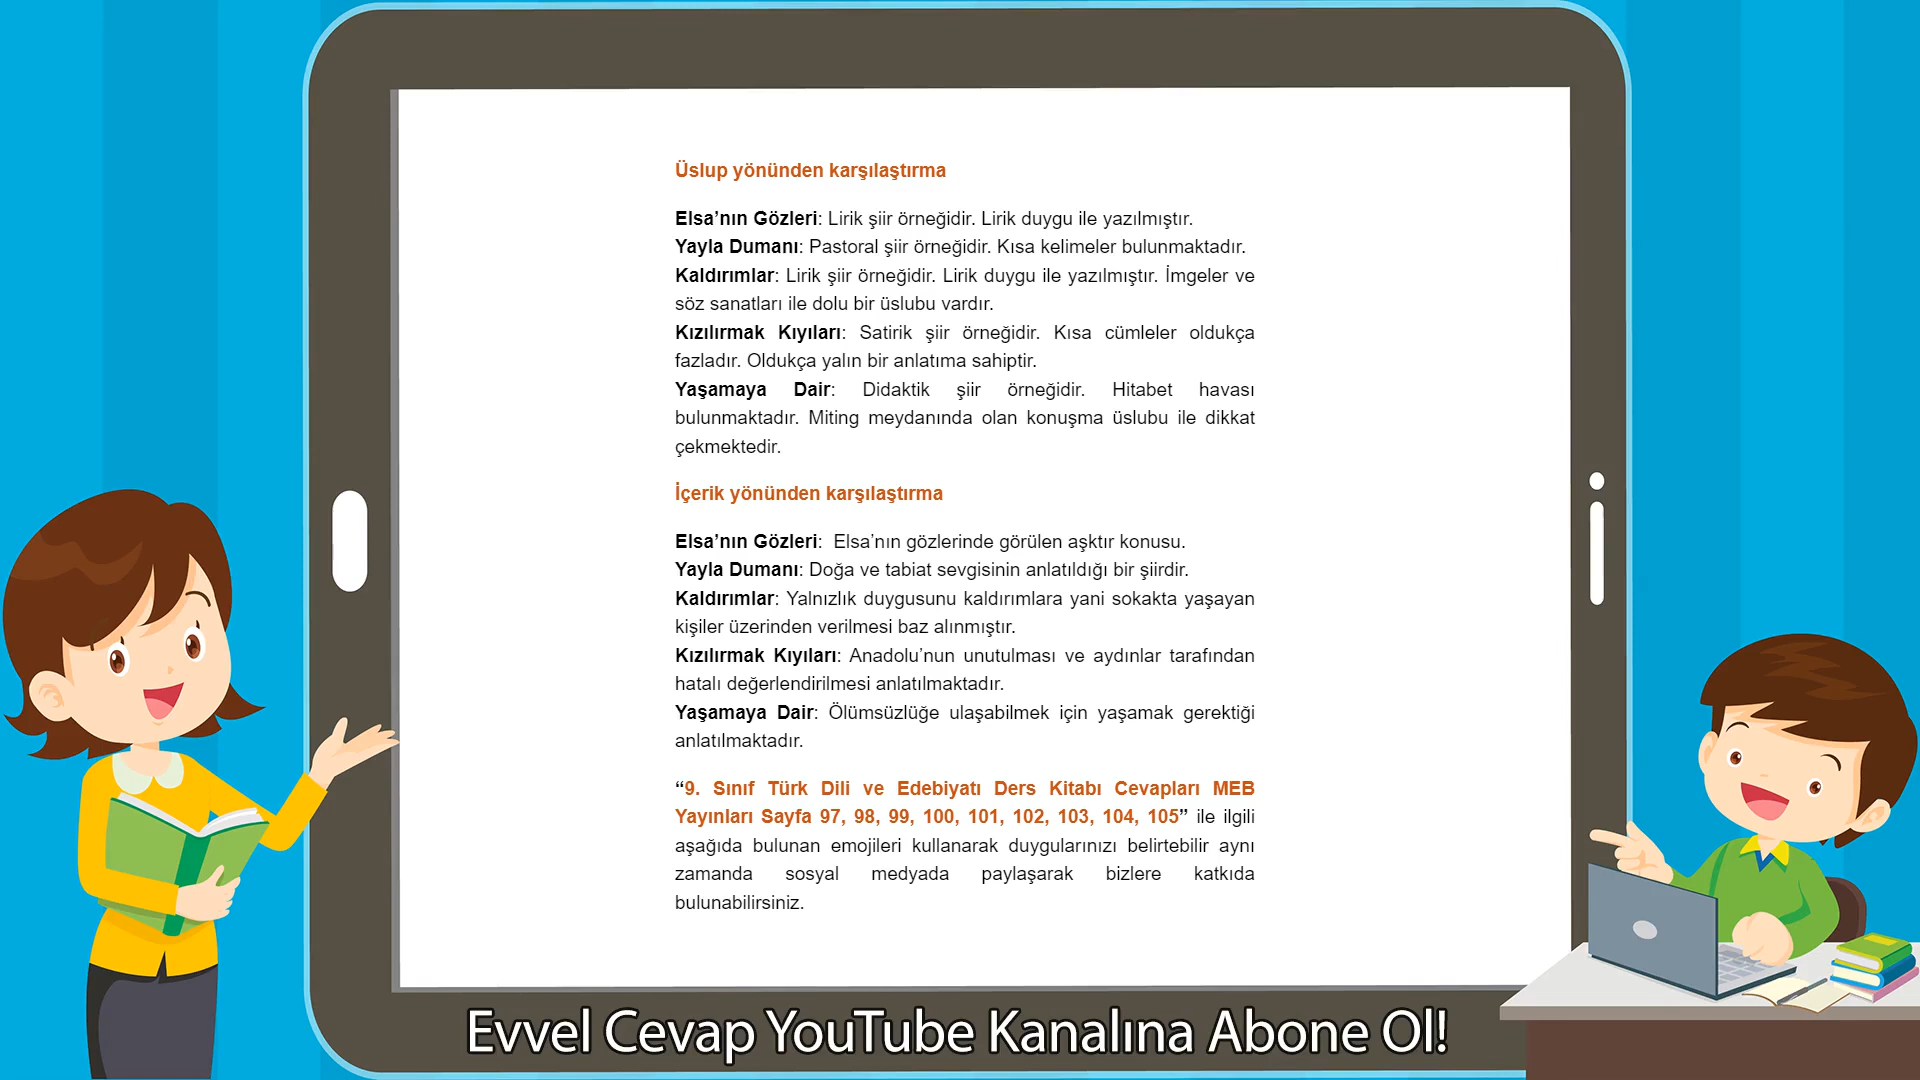 Üslup yönünden karşılaştırma
Elsa’nın Gözleri: Lirik şiir örneğidir. Lirik duygu ile yazılmıştır.
Yayla Dumanı: Pastoral şiir örneğidir. Kısa kelimeler bulunmaktadır.
Kaldırımlar: Lirik şiir örneğidir. Lirik duygu ile yazılmıştır. İmgeler ve
söz sanatları ile dolu bir üslubu vardır.
Kızılırmak Kıyıları: Satirik şiir örneğidir. Kısa cümleler oldukça
fazladır. Oldukça yalın bir anlatıma sahiptir.
Yaşamaya Dair: Didaktik şiir örneğidir. Hitabet havası
bulunmaktadır. Miting meydanında olan konuşma üslubu ile dikkat
çekmektedir.
İçerik yönünden karşılaştırma
Elsa’nın Gözleri: Elsa’nın gözlerinde görülen aşktır konusu.
Yayla Dumanı: Doğa ve tabiat sevgisinin anlatıldığı bir şiirdir.
Kaldırımlar: Yalnızlık duygusunu kaldırımlara yani sokakta yaşayan
kişiler üzerinden verilmesi baz alınmıştır.
Kızılırmak Kıyıları: Anadolu’nun unutulması ve aydınlar tarafından
hatalı değerlendirilmesi anlatılmaktadır.
Yaşamaya Dair: Ölümsüzlüğe ulaşabilmek için yaşamak gerektiği
anlatılmaktadır.
“9. Sınıf Türk Dili ve Edebiyatı Ders Kitabı Cevapları MEB
Yayınları Sayfa 97, 98, 99, 100, 101, 102, 103, 104, 105” ile ilgili
aşağıda bulunan emojileri kullanarak duygularınızı belirtebilir aynı
zamanda sosyal medyada paylaşarak bizlere katkıda
bulunabilirsiniz.
Evvel Cevap YouTube Kanalına Abone Ol!